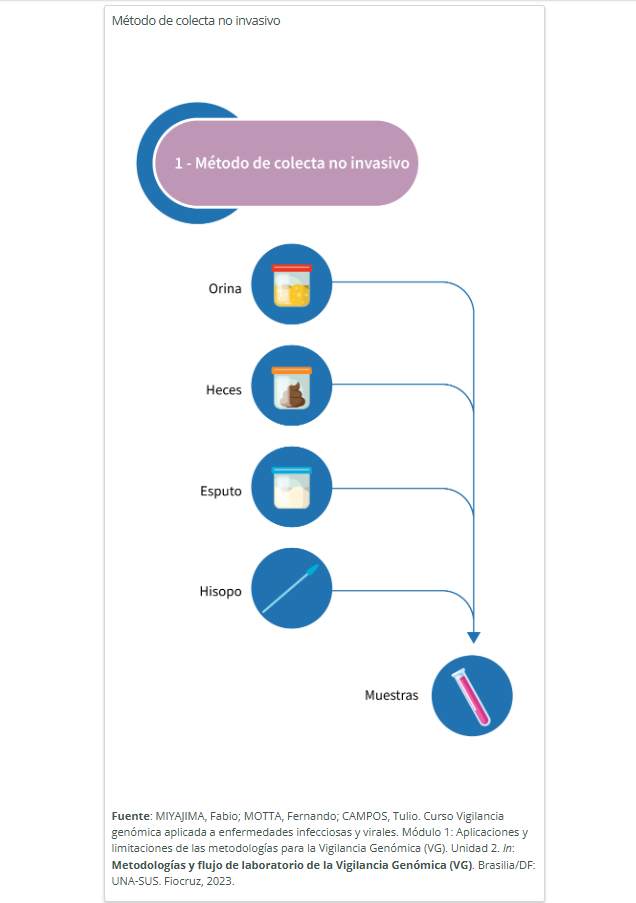 Método de colecta no invasivo
1 - Método de colecta no invasivo
Orina
Heces
Esputo
Hisopo
Muestras
Fuente: MIYAJIMA, Fabio; MOTTA, Fernando; CAMPOS, Tulio. Curso Vigilancia
genómica aplicada a enfermedades infecciosas y virales. Módulo 1: Aplicaciones y
limitaciones de las metodologías para la Vigilancia Genómica (VG). Unidad 2. In:
Metodologías y flujo de laboratorio de la Vigilancia Genómica (VG). Brasilia/DF:
UNA-SUS. Fiocruz, 2023.